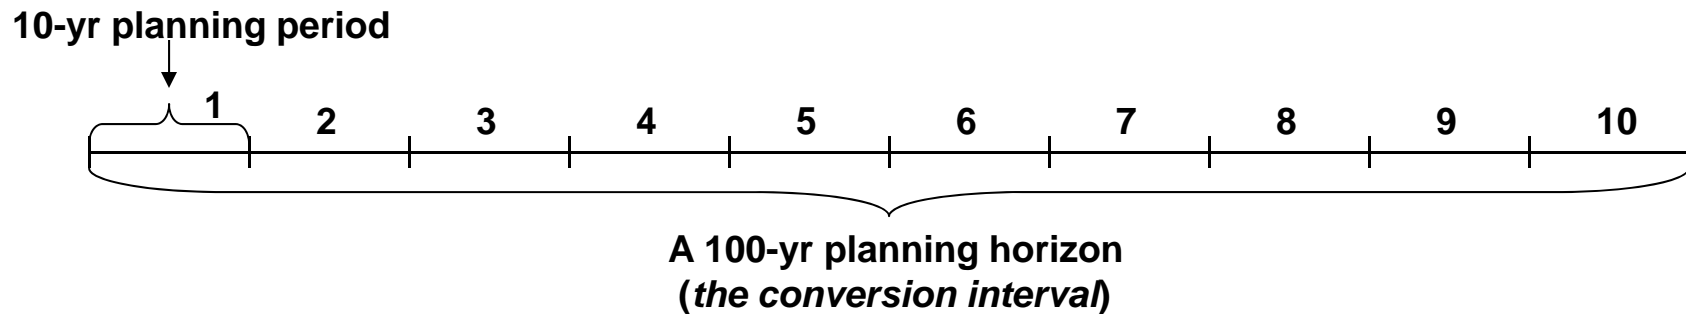 10-yr planning period
1 2 3 4 5 6 7 8 9 10
A 100-yr planning horizon
(the conversion interval)